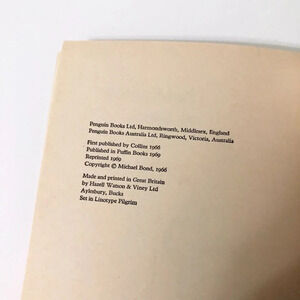 Penguin Books Ltd, Harmondsworth, Middlesex, England
Penguin Books Australia Ltd, Ringwood, Victoria, Australia
First published by Collins 1966
Published in Puffin Books 1969
Reprinted 1969
Copyright © Michael Bond, 1966
Made and printed in Great Britain
by Hazell Watson & Viney Ltd
Aylesbury, Bucks
Set in Linotype Pilgrim